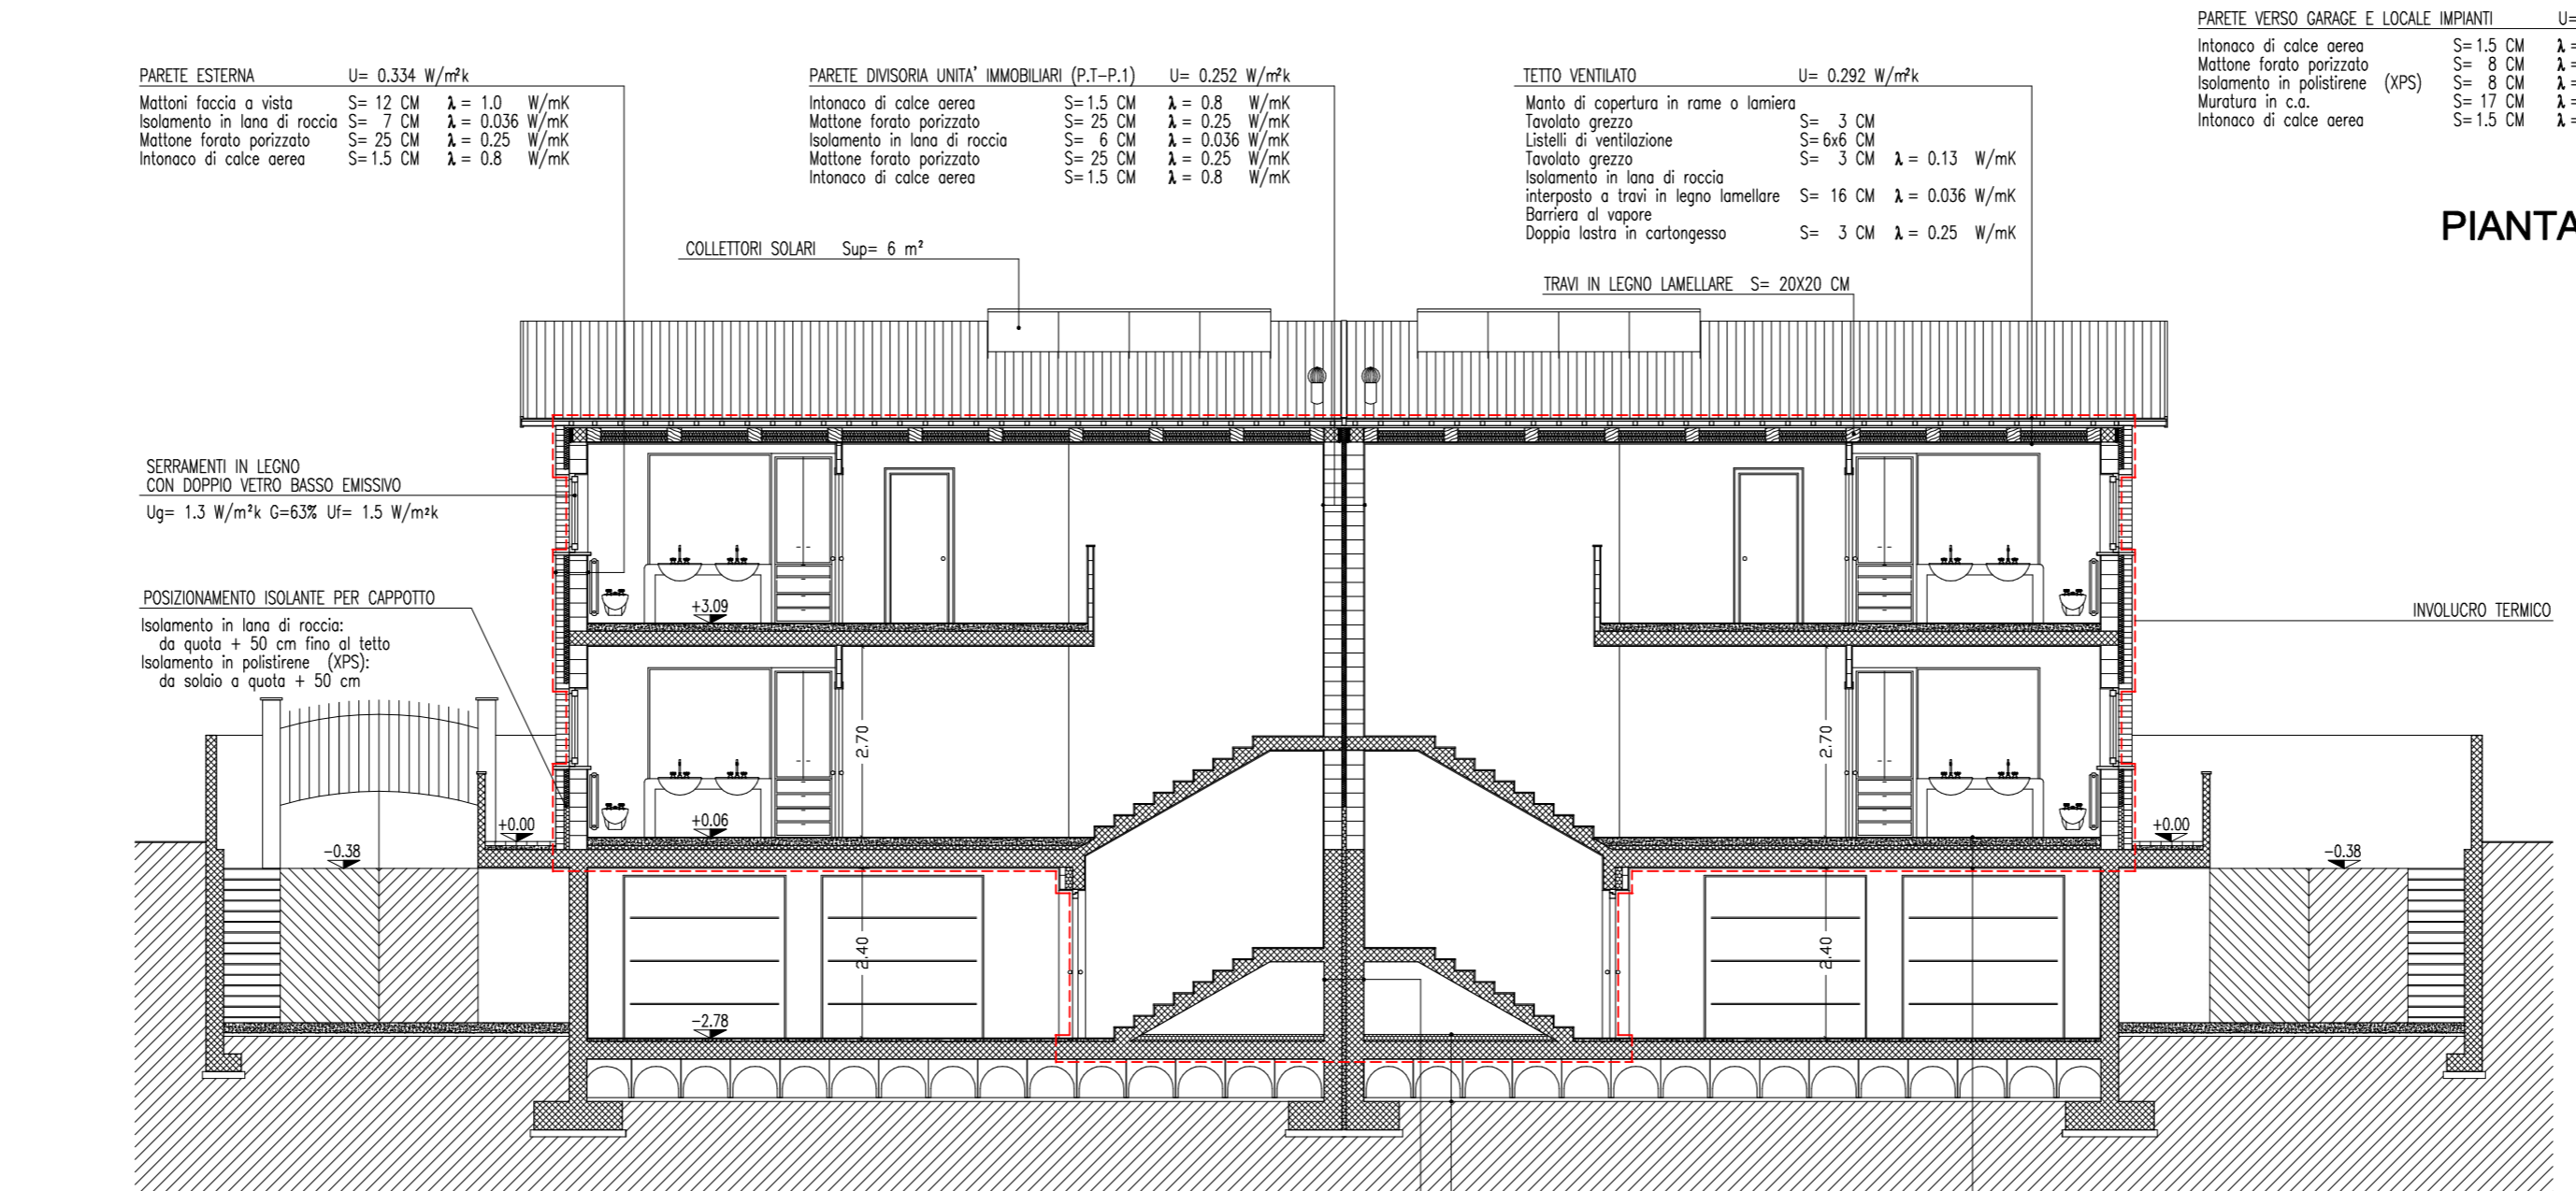 PARETE ESTERNA U= 0.334 W/m²k
Mattoni faccia a vista S= 12 CM λ = 1.0 W/mK
Isolamento in lana di roccia S= 7 CM λ = 0.036 W/mK
Mattone forato porizzato S= 25 CM λ = 0.25 W/mK
Intonaco di calce aerea S=1.5 CM λ = 0.8 W/mK
PARETE DIVISORIA UNITA' IMMOBILIARI (P.T-P.1) U= 0.252 W/m²k
Intonaco di calce aerea S=1.5 CM λ = 0.8 W/mK
Mattone forato porizzato S= 25 CM λ = 0.25 W/mK
Isolamento in lana di roccia S= 6 CM λ = 0.036 W/mK
Mattone forato porizzato S= 25 CM λ = 0.25 W/mK
Intonaco di calce aerea S=1.5 CM λ = 0.8 W/mK
TETTO VENTILATO U= 0.292 W/m²k
Manto di copertura in rame o lamiera
Tavolato grezzo S= 3 CM
Listelli di ventilazione S=6x6 CM
Tavolato grezzo S= 3 CM λ = 0.13 W/mK
Isolamento in lana di roccia
interposto a travi in legno lamellare S= 16 CM λ = 0.036 W/mK
Barriera al vapore
Doppia lastra in cartongesso S= 3 CM λ = 0.25 W/mK
PARETE VERSO GARAGE E LOCALE IMPIANTI U=
Intonaco di calce aerea S=1.5 CM λ =
Mattone forato porizzato S= 8 CM λ =
Isolamento in polistirene (XPS) S= 8 CM λ =
Muratura in c.a. S= 17 CM λ =
Intonaco di calce aerea S=1.5 CM λ =
PIANTA
COLLETTORI SOLARI Sup= 6 m²
TRAVI IN LEGNO LAMELLARE S= 20X20 CM
SERRAMENTI IN LEGNO
CON DOPPIO VETRO BASSO EMISSIVO
Ug= 1.3 W/m²k G=63% Uf= 1.5 W/m²k
POSIZIONAMENTO ISOLANTE PER CAPPOTTO
Isolamento in lana di roccia:
da quota + 50 cm fino al tetto
Isolamento in polistirene (XPS):
da solaio a quota + 50 cm
INVOLUCRO TERMICO
+3.09
2.70
2.70
+0.06
+0.00
+0.00
-0.38
-0.38
2.40
2.40
-2.78